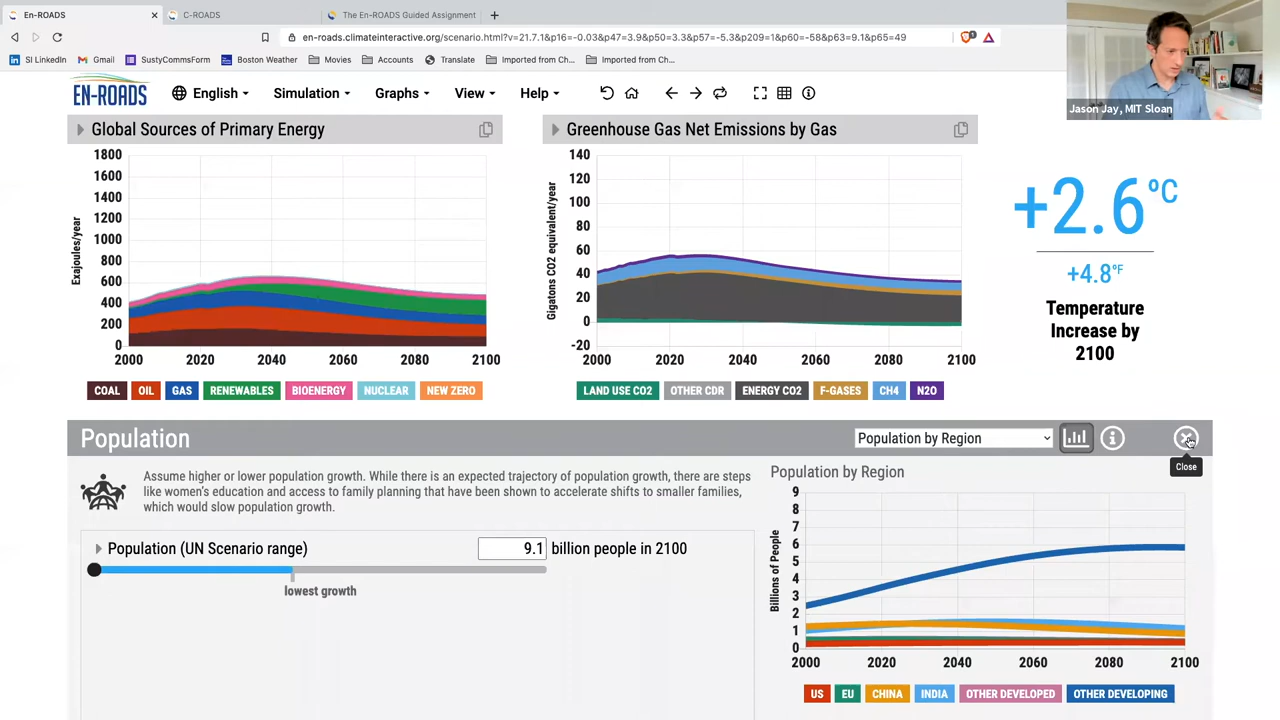 En-ROADS
C-ROADS
The En-ROADS Guided Assignment
en-roads.climateinteractive.org/scenario.html?v=21.7.1&p16=-0.03&p47=3.9&p50=3.3&p57=-5.3&p209=1&p60=-58&p63=9.1&p65=49
1
SI LinkEN
Gmail
SustyCommsForm
Boston Weather
Movies
Accounts
Translate
Imported from Ch...
Imported from Ch...
Jason Jay, MIT Sloan
EN-ROADS
English
Simulation
Graphs
View
Help
Global Sources of Primary Energy
Exajoules/year
1800
1600
1400
1200
1000
800
600
400
200
0
2000
2020
2040
2060
2080
2100
COAL
OIL
GAS
RENEWABLES
BIOENERGY
NUCLEAR
NEW ZERO
Greenhouse Gas Net Emissions by Gas
Gigatons CO2 equivalent/year
140
120
100
80
60
40
20
0
-20
2000
2020
2040
2060
2080
2100
LAND USE CO2
OTHER CDR
ENERGY CO2
F-GASES
CH4
N2O
+2.6ºC
+4.8ºF
Temperature
Increase by
2100
Population
Population by Region
Close
Assume higher or lower population growth. While there is an expected trajectory of population growth, there are steps
like women's education and access to family planning that have been shown to accelerate shifts to smaller families,
which would slow population growth.
Population (UN Scenario range)
9.1 billion people in 2100
lowest growth
Population by Region
Billions of People
9
8
7
6
5
4
3
2
1
0
2000
2020
2040
2060
2080
2100
US
EU
CHINA
INDIA
OTHER DEVELOPED
OTHER DEVELOPING